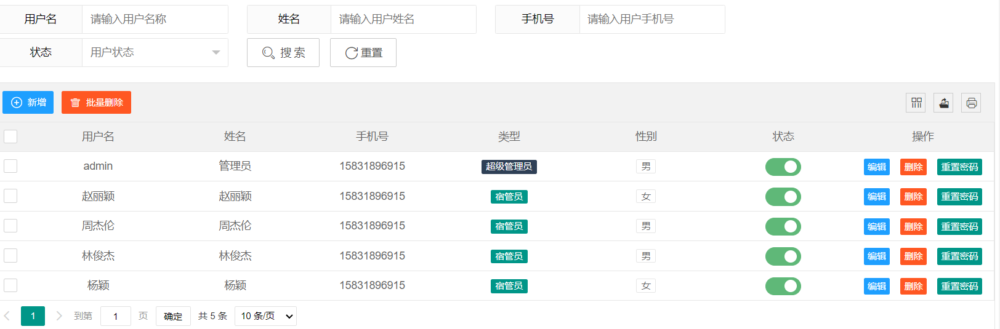 用户名 请输入用户名称 姓名 请输入用户姓名 手机号 请输入用户手机号
状态 用户状态 搜 索 重置
新增 批量删除
用户名 姓名 手机号 类型 性别 状态 操作
admin 管理员 15831896915 超级管理员 男 编辑 删除 重置密码
赵丽颖 赵丽颖 15831896915 宿管员 女 编辑 删除 重置密码
周杰伦 周杰伦 15831896915 宿管员 男 编辑 删除 重置密码
林俊杰 林俊杰 15831896915 宿管员 男 编辑 删除 重置密码
杨颖 杨颖 15831896915 宿管员 女 编辑 删除 重置密码
1 到第 1 页 确定 共 5 条 10 条/页